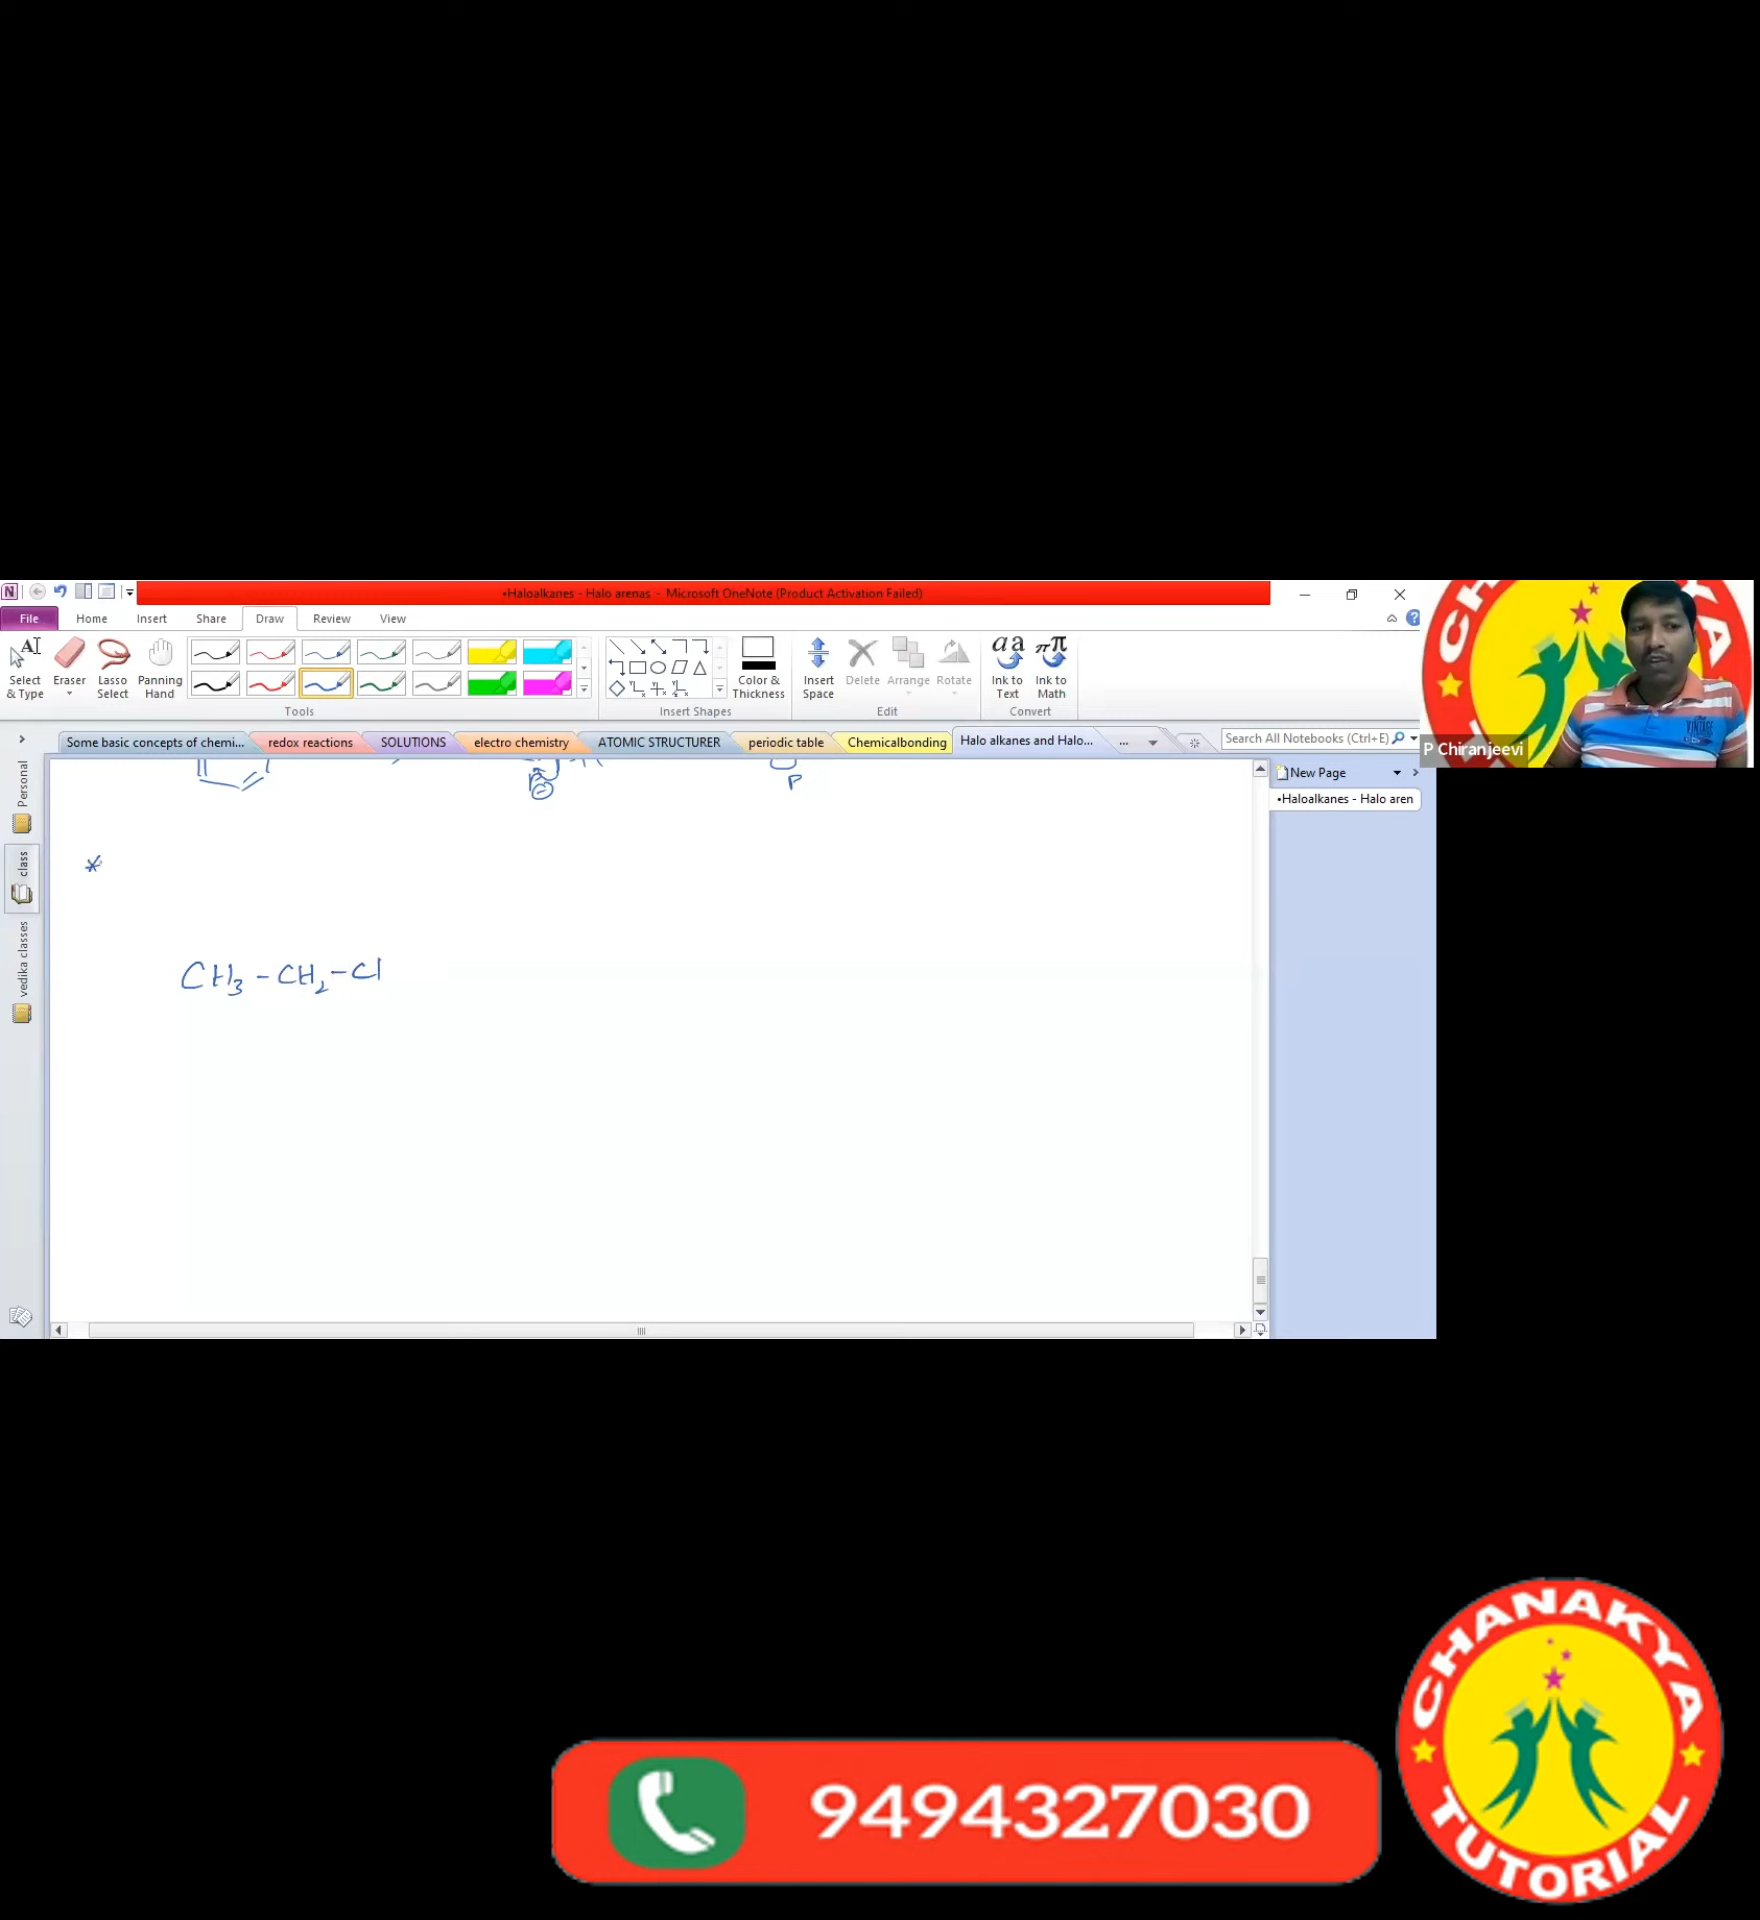 •Haloalkanes - Halo arenas - Microsoft OneNote (Product Activation Failed)
File Home Insert Share Draw Review View
Select & Type
Eraser
Lasso Select
Panning Hand
Tools
Insert Shapes
Color & Thickness
Insert Space
Delete
Arrange
Rotate
Edit
Ink to Text
Ink to Math
Convert
Some basic concepts of chemi... redox reactions SOLUTIONS electro chemistry ATOMIC STRUCTURER periodic table Chemicalbonding Halo alkanes and Halo... ...
Search All Notebooks (Ctrl+E)
P Chiranjeevi
New Page
•Haloalkanes - Halo aren
Personal
class
vedika classes
P
*
CH₃ - CH₂ - Cl
VINTAGE
9494327030
CHANAKYA TUTORIAL